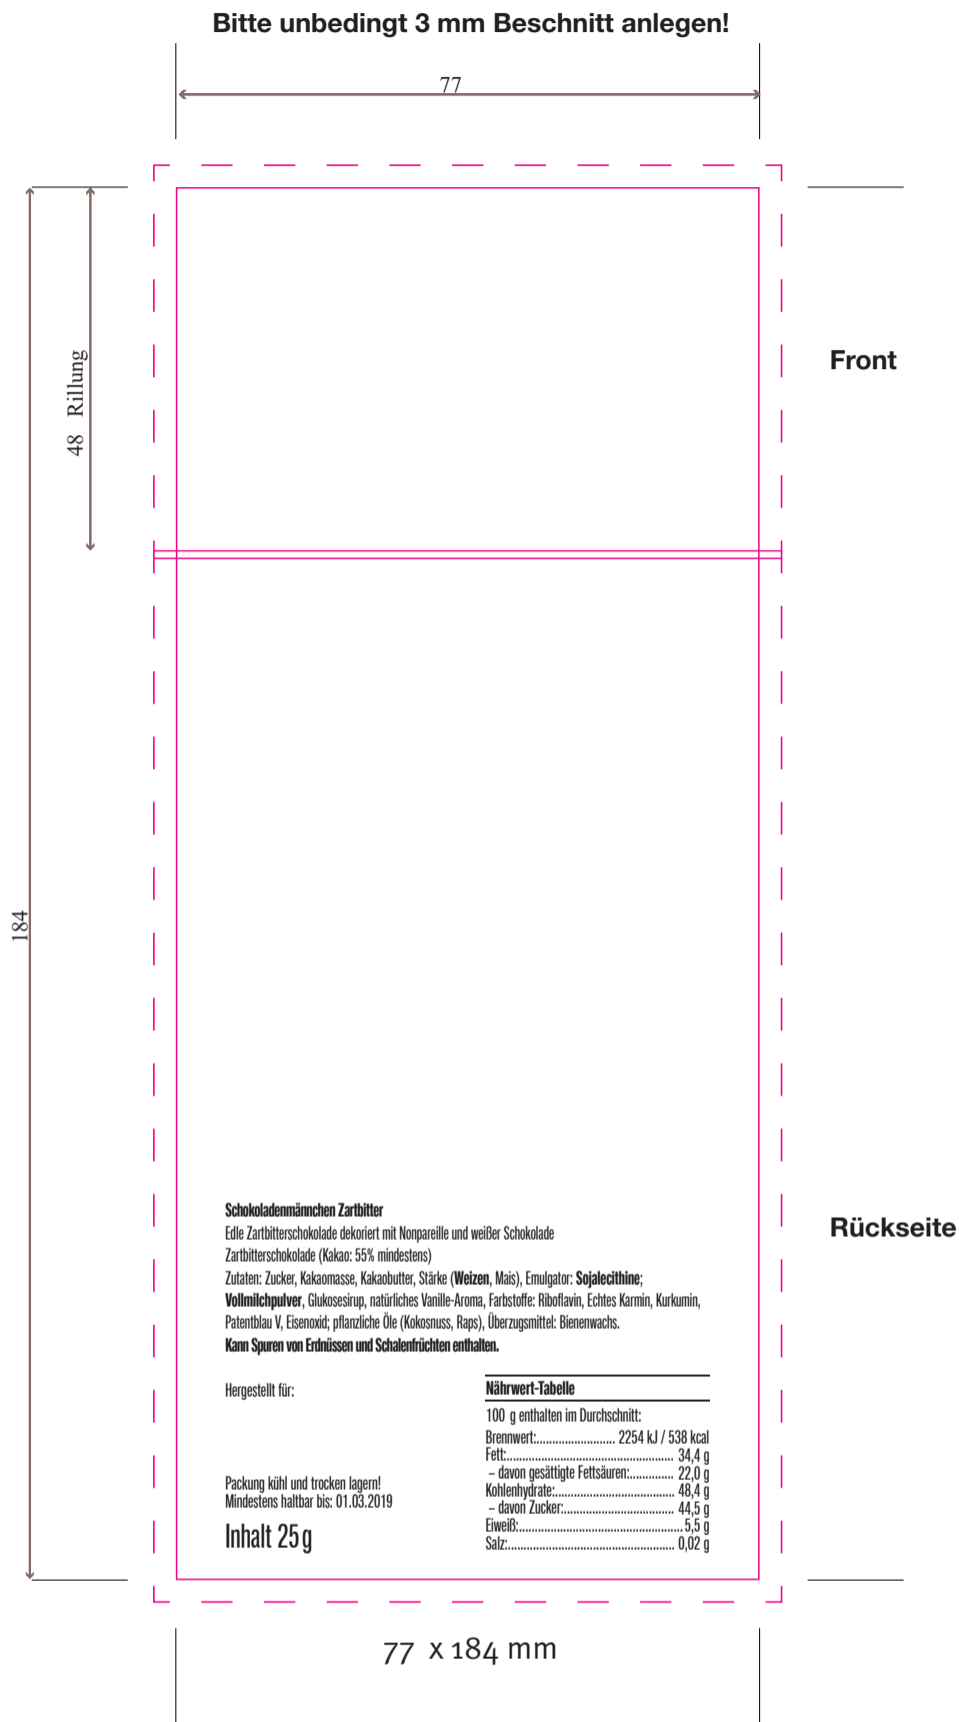 Bitte unbedingt 3 mm Beschnitt anlegen!
77
48 Rillung
Front
184
Rückseite
Schokoladenmännchen Zartbitter
Edle Zartbitterschokolade dekoriert mit Nonpareille und weißer Schokolade
Zartbitterschokolade (Kakao: 55% mindestens)
Zutaten: Zucker, Kakaomasse, Kakaobutter, Stärke (Weizen, Mais), Emulgator: Sojalecithine;
Vollmilchpulver, Glukosesirup, natürliches Vanille-Aroma, Farbstoffe: Riboflavin, Echtes Karmin, Kurkumin,
Patentblau V, Eisenoxid; pflanzliche Öle (Kokosnuss, Raps), Überzugsmittel: Bienenwachs.
Kann Spuren von Erdnüssen und Schalenfrüchten enthalten.
Hergestellt für:
Packung kühl und trocken lagern!
Mindestens haltbar bis: 01.03.2019
Inhalt 25 g
Nährwert-Tabelle
100 g enthalten im Durchschnitt:
Brennwert:........................ 2254 kJ / 538 kcal
Fett:.................................................... 34,4 g
– davon gesättigte Fettsäuren:............. 22,0 g
Kohlenhydrate:..................................... 48,4 g
– davon Zucker:.................................. 44,5 g
Eiweiß:................................................... 5,5 g
Salz:.................................................... 0,02 g
77 x 184 mm